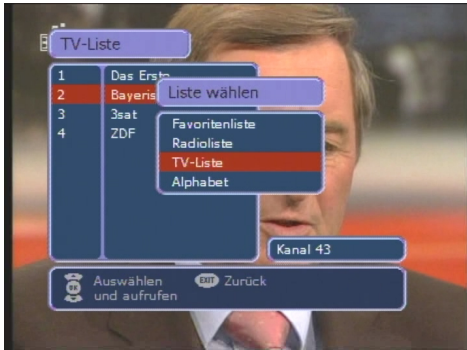 TV-Liste
1 Das Erste
2 Bayeris
3 3sat
4 ZDF
Liste wählen
Favoritenliste
Radioliste
TV-Liste
Alphabet
Kanal 43
OK Auswählen
und aufrufen
EXIT Zurück